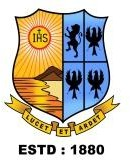 IHS
LUCET ET ARDET
ESTD : 1880